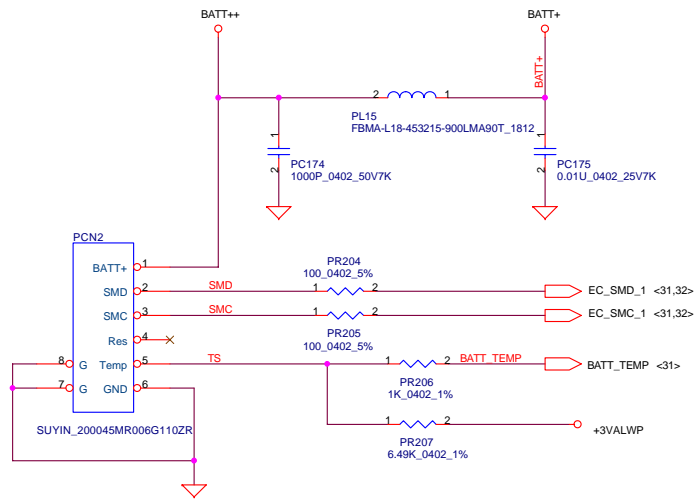 BATT++ BATT+
BATT+
2 1
PL15
FBMA-L18-453215-900LMA90T_1812
1 1
PC174 PC175
1000P_0402_50V7K 0.01U_0402_25V7K
2 2
PCN2
BATT+ 1
PR204
100_0402_5%
SMD 2 SMD 1 2 EC_SMD_1 <31,32>
SMC 3 SMC 1 2 EC_SMC_1 <31,32>
PR205
100_0402_5%
Res 4
8 G Temp 5 TS 1 2 BATT_TEMP BATT_TEMP <31>
7 G GND 6
PR206
1K_0402_1%
1 2 +3VALWP
SUYIN_200045MR006G110ZR
PR207
6.49K_0402_1%